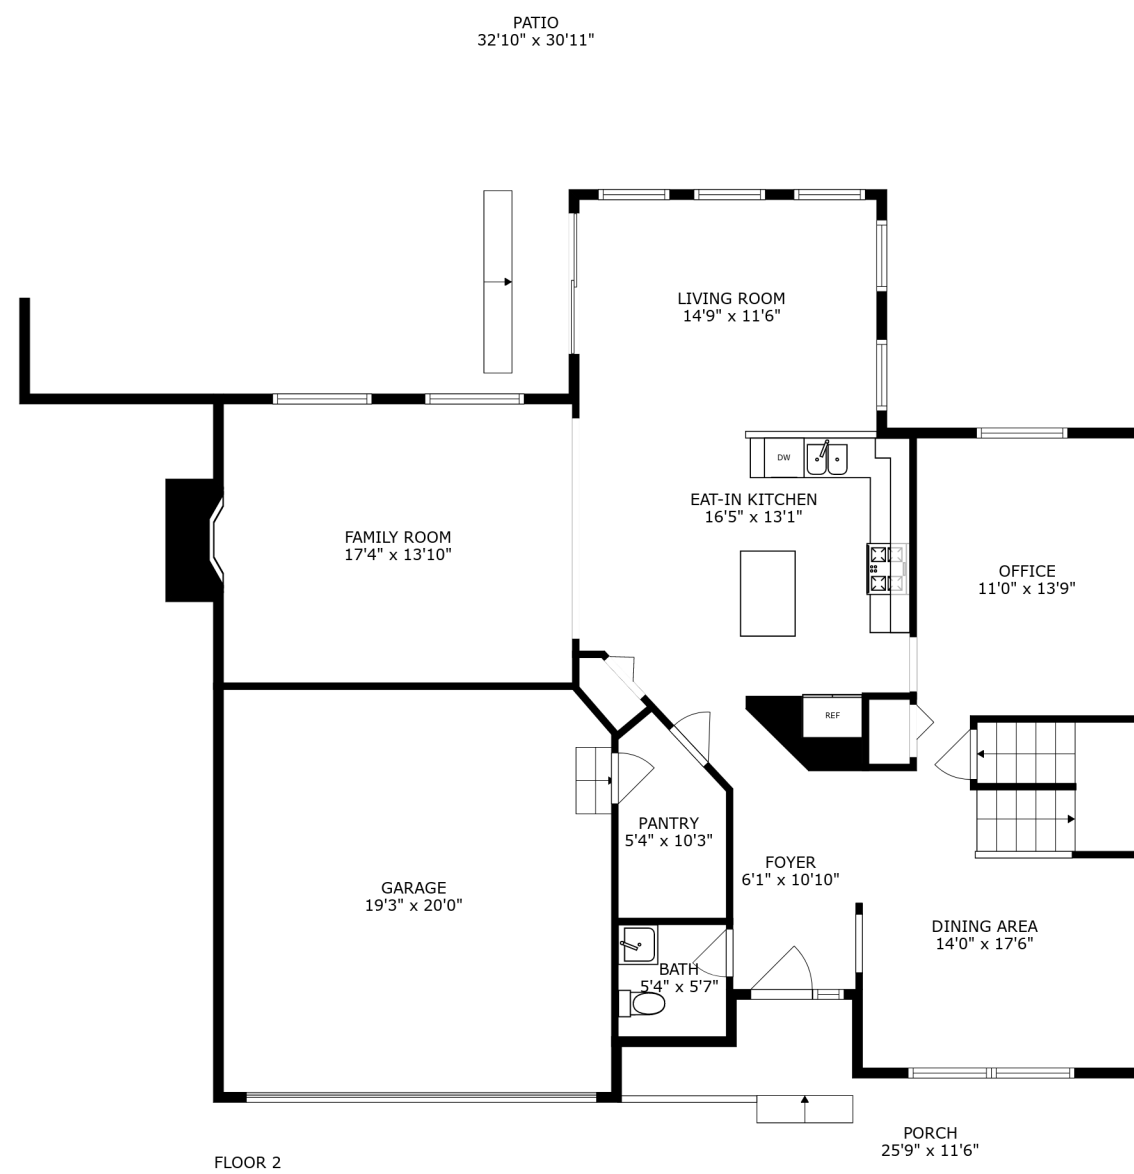 PATIO
32'10" x 30'11"
LIVING ROOM
14'9" x 11'6"
DW
EAT-IN KITCHEN
16'5" x 13'1"
FAMILY ROOM
17'4" x 13'10"
OFFICE
11'0" x 13'9"
REF
PANTRY
5'4" x 10'3"
FOYER
6'1" x 10'10"
GARAGE
19'3" x 20'0"
DINING AREA
14'0" x 17'6"
BATH
5'4" x 5'7"
PORCH
25'9" x 11'6"
FLOOR 2